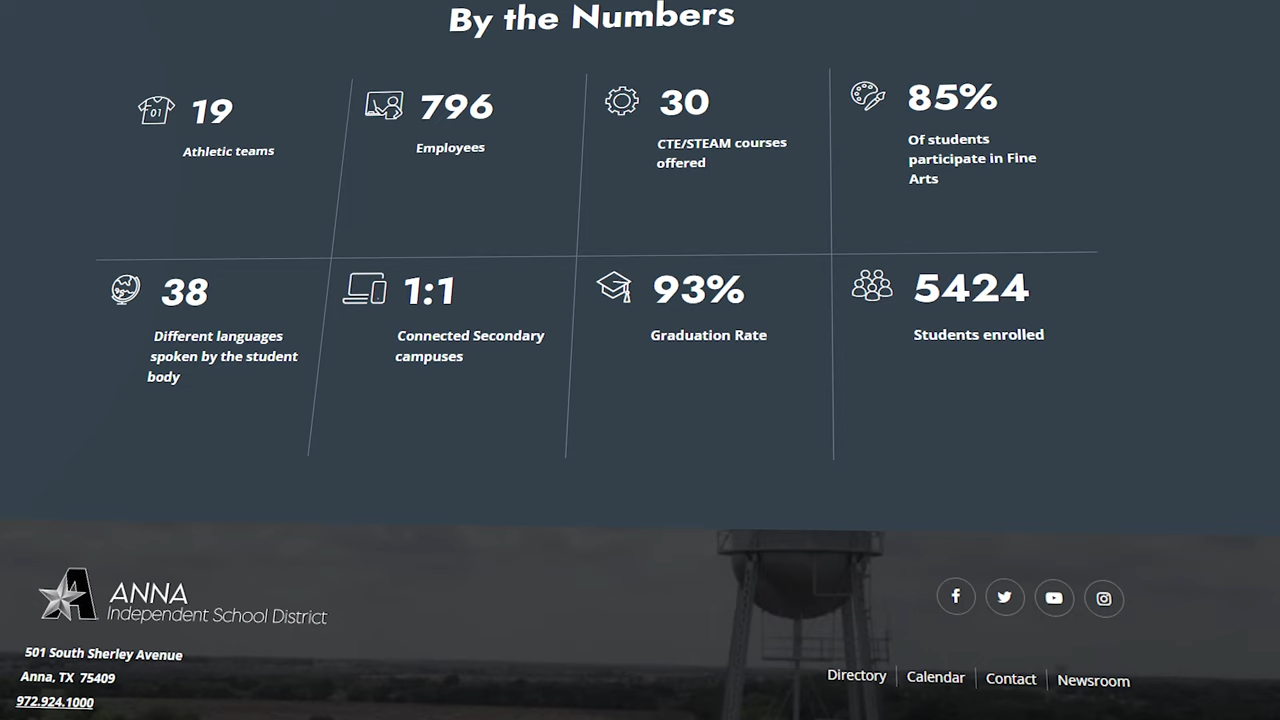 By the Numbers
19
Athletic teams
796
Employees
30
CTE/STEAM courses
offered
85%
Of students
participate in Fine
Arts
38
Different languages
spoken by the student
body
1:1
Connected Secondary
campuses
93%
Graduation Rate
5424
Students enrolled
ANNA
Independent School District
501 South Sherley Avenue
Anna, TX 75409
972.924.1000
Directory
Calendar
Contact
Newsroom